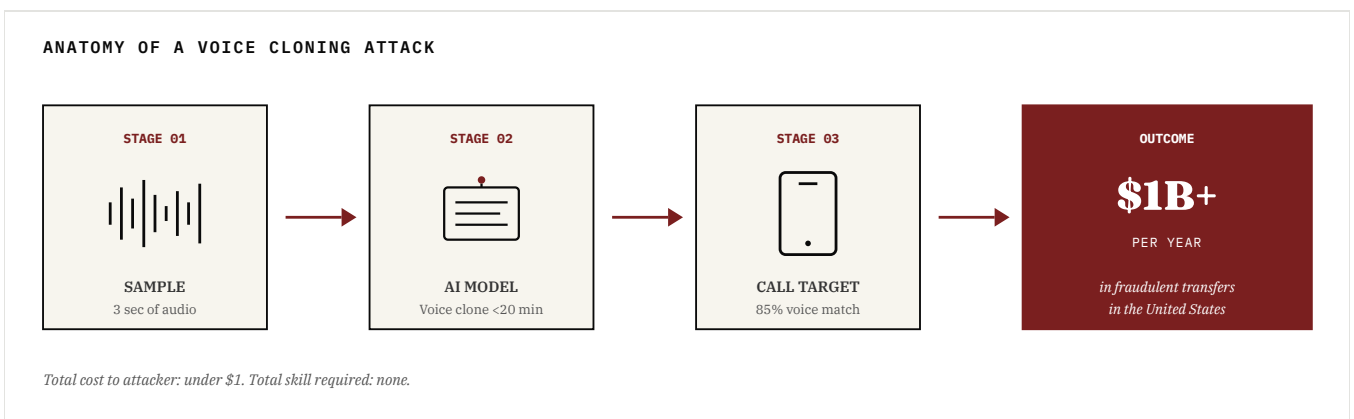 ANATOMY OF A VOICE CLONING ATTACK
STAGE 01
SAMPLE
3 sec of audio
STAGE 02
AI MODEL
Voice clone <20 min
STAGE 03
CALL TARGET
85% voice match
OUTCOME
$1B+
PER YEAR
in fraudulent transfers
in the United States
Total cost to attacker: under $1. Total skill required: none.